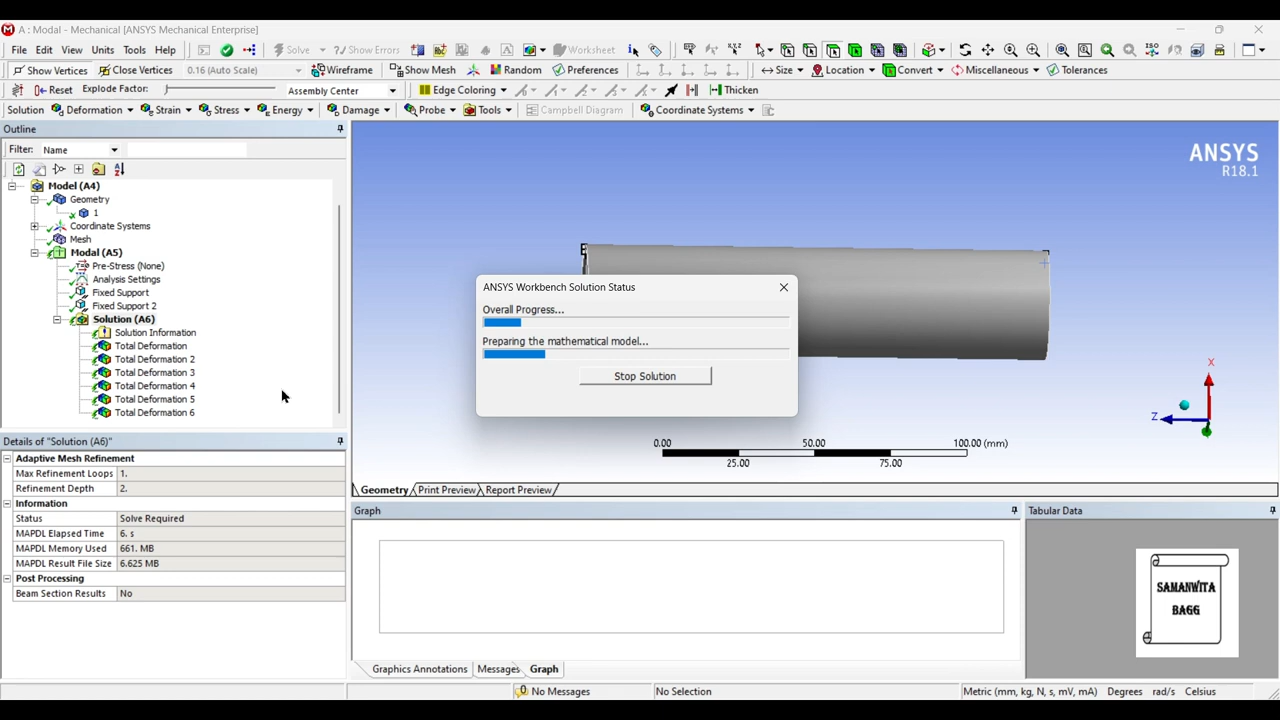 A : Modal - Mechanical [ANSYS Mechanical Enterprise]
File Edit View Units Tools Help Solve ?/ Show Errors Worksheet
Show Vertices Close Vertices 0.16 (Auto Scale) Wireframe Show Mesh Random Preferences Size Location Convert Miscellaneous Tolerances
Reset Explode Factor: Assembly Center Edge Coloring Thicken
Solution Deformation Strain Stress Energy Damage Probe Tools Campbell Diagram Coordinate Systems
Outline
Filter: Name
Model (A4)
Geometry
1
Coordinate Systems
Mesh
Modal (A5)
Pre-Stress (None)
Analysis Settings
Fixed Support
Fixed Support 2
Solution (A6)
Solution Information
Total Deformation
Total Deformation 2
Total Deformation 3
Total Deformation 4
Total Deformation 5
Total Deformation 6
Details of "Solution (A6)"
Adaptive Mesh Refinement
Max Refinement Loops 1.
Refinement Depth 2.
Information
Status Solve Required
MAPDL Elapsed Time 6. s
MAPDL Memory Used 661. MB
MAPDL Result File Size 6.625 MB
Post Processing
Beam Section Results No
ANSYS
R18.1
ANSYS Workbench Solution Status
Overall Progress...
Preparing the mathematical model...
Stop Solution
X
Z
0.00 50.00 100.00 (mm)
25.00 75.00
Geometry Print Preview Report Preview
Graph
Tabular Data
SAMANWITA
BAGG
Graphics Annotations Messages Graph
No Messages No Selection Metric (mm, kg, N, s, mV, mA) Degrees rad/s Celsius